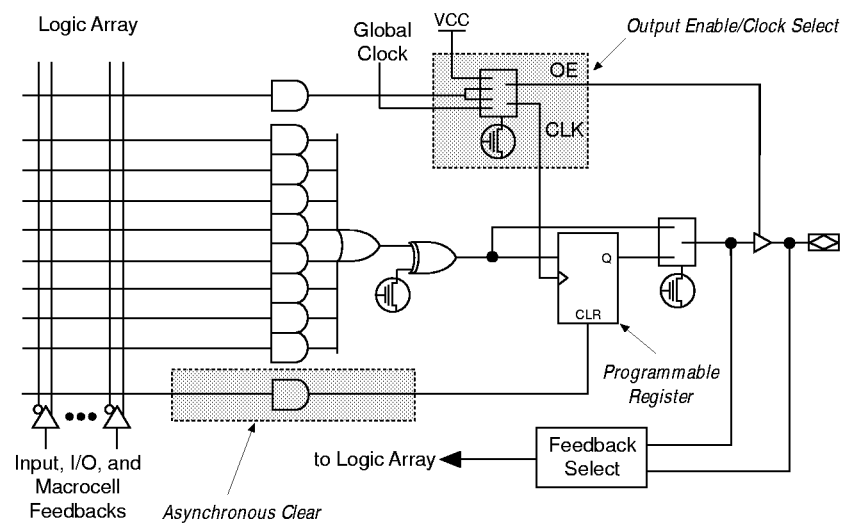 Logic Array
Global
Clock
VCC
Output Enable/Clock Select
OE
CLK
Q
CLR
Programmable
Register
Feedback
Select
to Logic Array
Input, I/O, and
Macrocell
Feedbacks
Asynchronous Clear